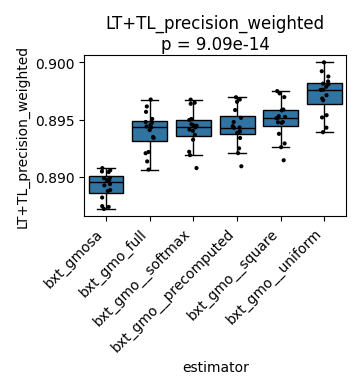 LT+TL_precision_weighted
p = 9.09e-14
LT+TL_precision_weighted
0.900
0.895
0.890
bxt_gmosa
bxt_gmo_full
bxt_gmo__softmax
bxt_gmo__precomputed
bxt_gmo__square
bxt_gmo__uniform
estimator